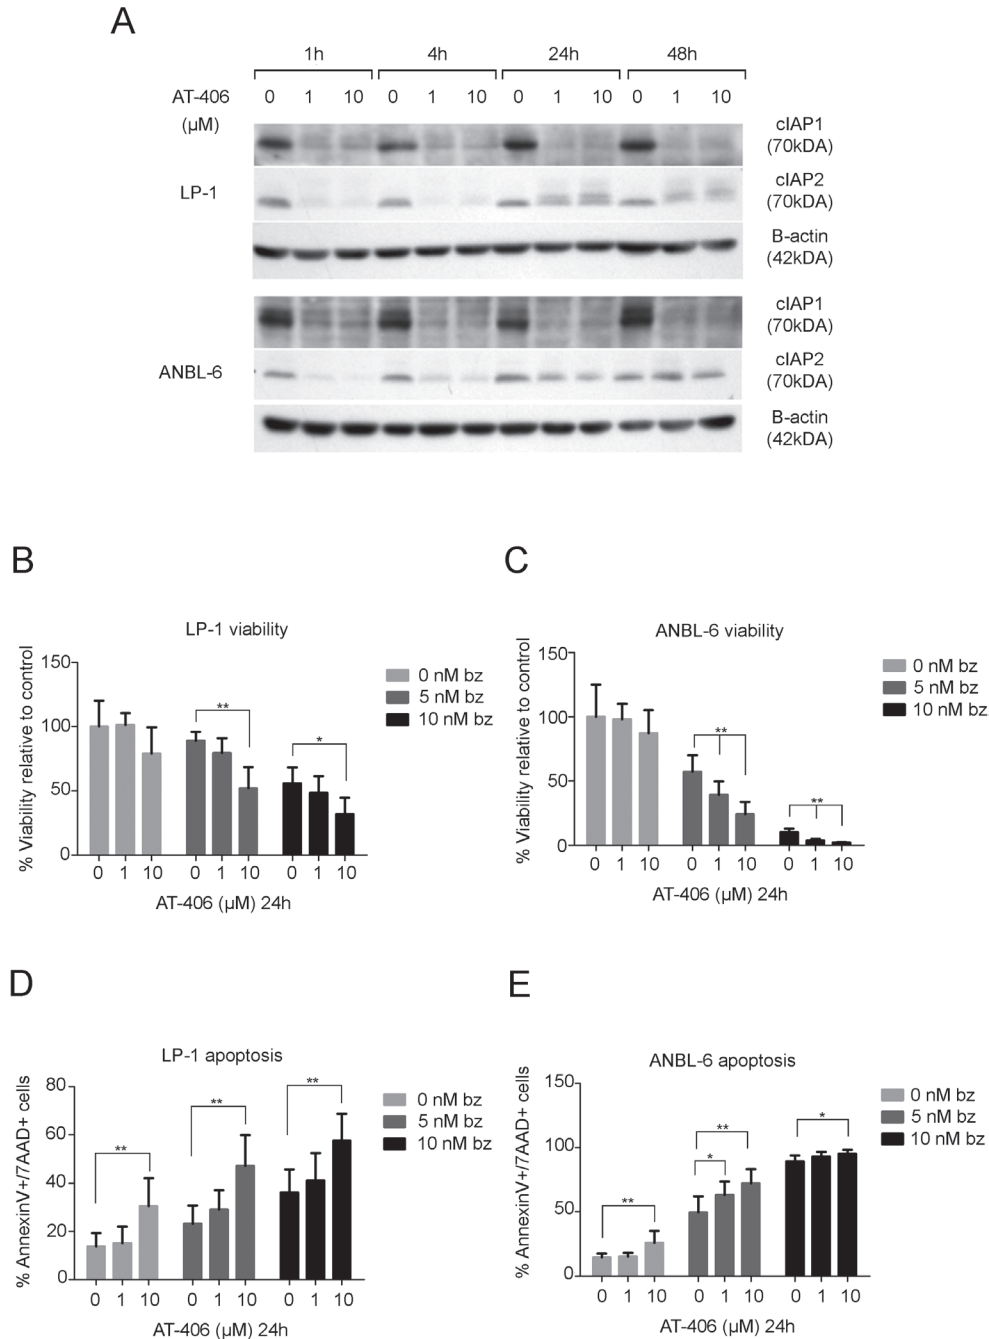 A
1h 4h 24h 48h
AT-406 0 1 10 0 1 10 0 1 10 0 1 10
(µM)
cIAP1
(70kDA)
LP-1
cIAP2
(70kDA)
B-actin
(42kDA)
cIAP1
(70kDA)
ANBL-6
cIAP2
(70kDA)
B-actin
(42kDA)
B
LP-1 viability
% Viability relative to control
150
100
50
0
** *
0 nM bz
5 nM bz
10 nM bz
0 1 10 0 1 10 0 1 10
AT-406 (µM) 24h
C
ANBL-6 viability
% Viability relative to control
150
100
50
0
** **
0 nM bz
5 nM bz
10 nM bz
0 1 10 0 1 10 0 1 10
AT-406 (µM) 24h
D
LP-1 apoptosis
% AnnexinV+/7AAD+ cells
80
60
40
20
0
** ** **
0 nM bz
5 nM bz
10 nM bz
0 1 10 0 1 10 0 1 10
AT-406 (µM) 24h
E
ANBL-6 apoptosis
% AnnexinV+/7AAD+ cells
150
100
50
0
** * ** *
0 nM bz
5 nM bz
10 nM bz
0 1 10 0 1 10 0 1 10
AT-406 (µM) 24h